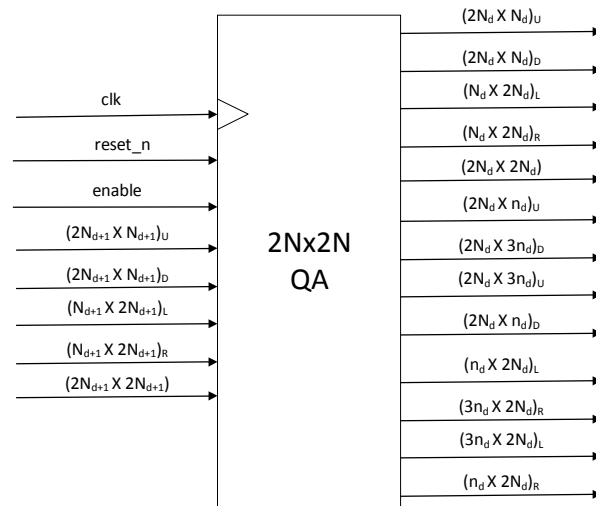 clk
reset_n
enable
(2N_{d+1} X N_{d+1})_U
(2N_{d+1} X N_{d+1})_D
(N_{d+1} X 2N_{d+1})_L
(N_{d+1} X 2N_{d+1})_R
(2N_{d+1} X 2N_{d+1})
2Nx2N
QA
(2N_d X N_d)_U
(2N_d X N_d)_D
(N_d X 2N_d)_L
(N_d X 2N_d)_R
(2N_d X 2N_d)
(2N_d X n_d)_U
(2N_d X 3n_d)_D
(2N_d X 3n_d)_U
(2N_d X n_d)_D
(n_d X 2N_d)_L
(3n_d X 2N_d)_R
(3n_d X 2N_d)_L
(n_d X 2N_d)_R